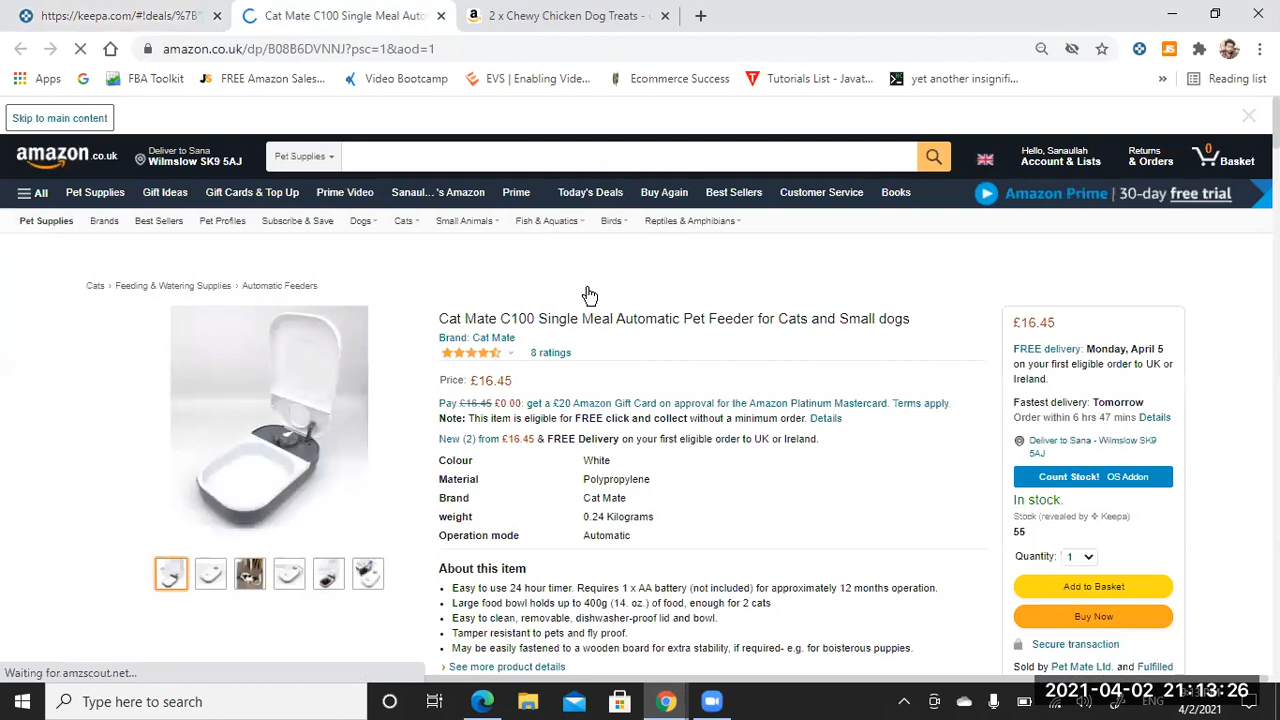 https://keepa.com/#!deals/%7B"
Cat Mate C100 Single Meal Autom
2 x Chewy Chicken Dog Treats -
amazon.co.uk/dp/B08B6DVNNJ?psc=1&aod=1
Apps
FBA Toolkit
FREE Amazon Sales...
Video Bootcamp
EVS | Enabling Vide...
Ecommerce Success
Tutorials List - Javat...
yet another insignifi...
»
Reading list
Skip to main content
amazon.co.uk
Deliver to Sana
Wilmslow SK9 5AJ
Pet Supplies
Hello, Sanaullah
Account & Lists
Returns
& Orders
0
Basket
All
Pet Supplies
Gift Ideas
Gift Cards & Top Up
Prime Video
Sanaul...'s Amazon
Prime
Today's Deals
Buy Again
Best Sellers
Customer Service
Books
Amazon Prime | 30-day free trial
Pet Supplies
Brands
Best Sellers
Pet Profiles
Subscribe & Save
Dogs
Cats
Small Animals
Fish & Aquatics
Birds
Reptiles & Amphibians
Cats › Feeding & Watering Supplies › Automatic Feeders
Cat Mate C100 Single Meal Automatic Pet Feeder for Cats and Small dogs
Brand: Cat Mate
8 ratings
Price: £16.45
Pay £16.45 £0.00: get a £20 Amazon Gift Card on approval for the Amazon Platinum Mastercard. Terms apply.
Note: This item is eligible for FREE click and collect without a minimum order. Details
New (2) from £16.45 & FREE Delivery on your first eligible order to UK or Ireland.
Colour White
Material Polypropylene
Brand Cat Mate
weight 0.24 Kilograms
Operation mode Automatic
About this item
• Easy to use 24 hour timer. Requires 1 x AA battery (not included) for approximately 12 months operation.
• Large food bowl holds up to 400g (14. oz.) of food, enough for 2 cats
• Easy to clean, removable, dishwasher-proof lid and bowl.
• Tamper resistant to pets and fly proof.
• May be easily fastened to a wooden board for extra stability, if required- e.g. for boisterous puppies.
› See more product details
£16.45
FREE delivery: Monday, April 5
on your first eligible order to UK or
Ireland.
Fastest delivery: Tomorrow
Order within 6 hrs 47 mins Details
Deliver to Sana - Wilmslow SK9
5AJ
Count Stock! OS Addon
In stock.
Stock (revealed by Keepa)
55
Quantity: 1
Add to Basket
Buy Now
Secure transaction
Sold by Pet Mate Ltd. and Fulfilled
Waiting for amzscout.net...
Type here to search
ENG
2021-04-02 21:13:26
4/2/2021